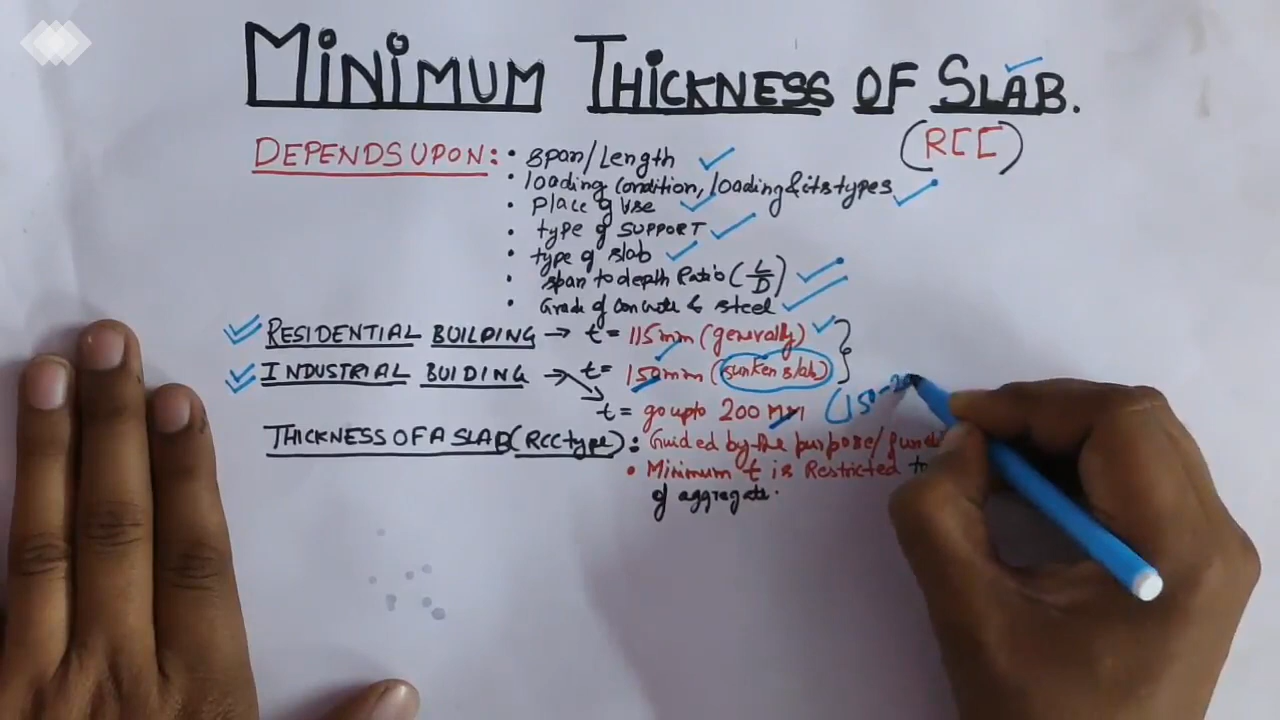 MINIMUM THICKNESS OF SLAB.
(RCC)
DEPENDS UPON: • span/Length
• loading Condition, loading & its types
• Place of Use
• type of SUPPORT
• type of slab
• span to depth Ratio (L/D)
• Grade of concrete & steel
RESIDENTIAL BUILDING → t = 115mm (generally)
INDUSTRIAL BUIDING → t = 150mm (sunken slab)
t = go upto 200 MM (150-20
THICKNESS OF A SLAB (RCC type): Guided by the purpose/
• Minimum t is Restricted to
of aggregate.